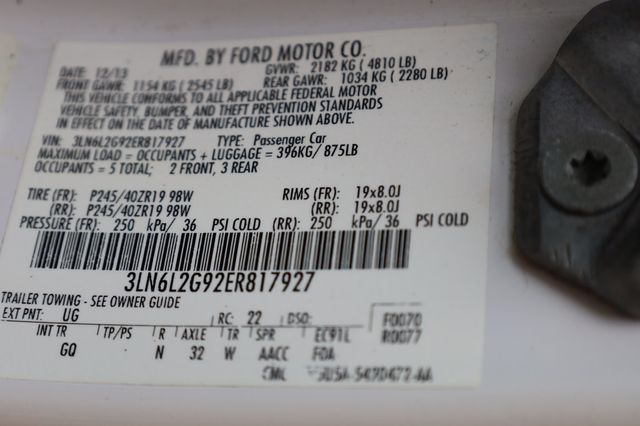 MFD. BY FORD MOTOR CO.
DATE: 12/13 GVWR: 2182 KG ( 4810 LB)
FRONT GAWR: 1154 KG ( 2545 LB) REAR GAWR: 1034 KG ( 2280 LB)
THIS VEHICLE CONFORMS TO ALL APPLICABLE FEDERAL MOTOR
VEHICLE SAFETY, BUMPER, AND THEFT PREVENTION STANDARDS
IN EFFECT ON THE DATE OF MANUFACTURE SHOWN ABOVE.
VIN: 3LN6L2G92ER817927 TYPE: Passenger Car
MAXIMUM LOAD = OCCUPANTS + LUGGAGE = 396KG/ 875LB
OCCUPANTS = 5 TOTAL: 2 FRONT, 3 REAR
TIRE (FR): P245/40ZR19 98W RIMS (FR): 19x8.0J
(RR): P245/40ZR19 98W (RR): 19x8.0J
PRESSURE (FR): 250 kPa/ 36 PSI COLD (RR): 250 kPa/ 36 PSI COLD
3LN6L2G92ER817927
TRAILER TOWING - SEE OWNER GUIDE
EXT PNT: UG RC: 22 DSO: F0070
INT TR TP/PS R AXLE TR SPR EC91L R0077
GQ N 32 W AACC FOA